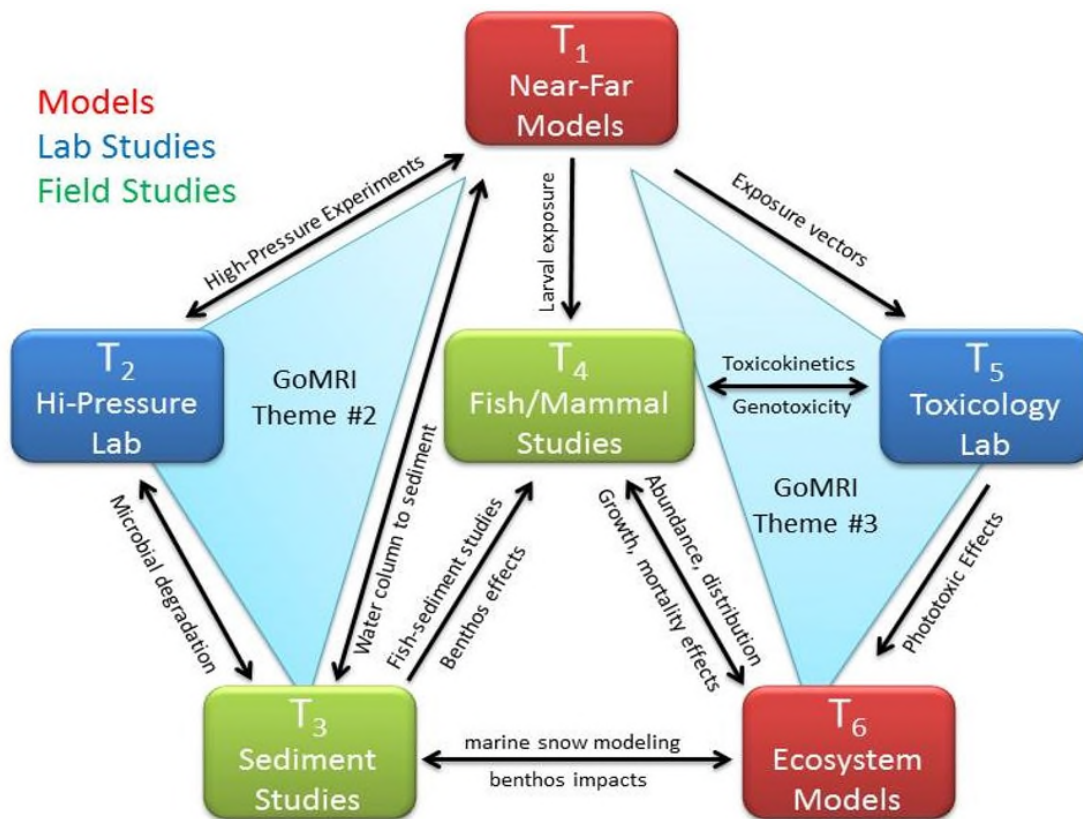 T₁
Near-Far
Models
Models
Lab Studies
Field Studies
High-Pressure Experiments
Larval exposure
Exposure vectors
T₂
Hi-Pressure
Lab
GoMRI
Theme #2
T₄
Fish/Mammal
Studies
Toxicokinetics
Genotoxicity
T₅
Toxicology
Lab
GoMRI
Theme #3
Microbial degradation
Water column to sediment
Fish-sediment studies
Benthos effects
Abundance, distribution
Growth, mortality effects
Phototoxic Effects
T₃
Sediment
Studies
marine snow modeling
benthos impacts
T₆
Ecosystem
Models